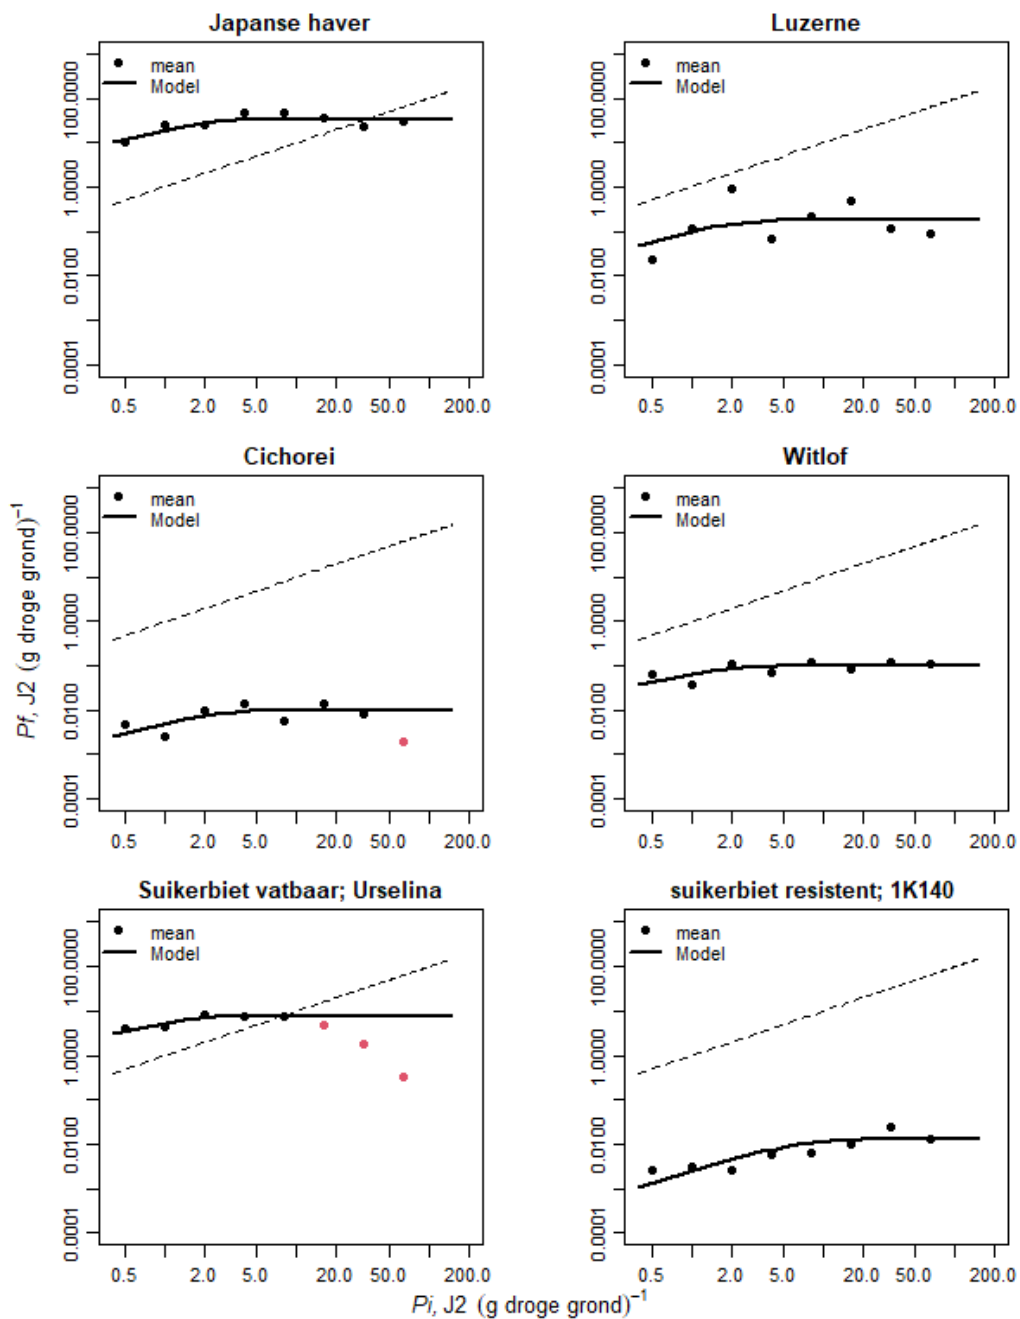 Japanse haver
mean
Model
100.0000
1.0000
0.0100
0.0001
0.5 2.0 5.0 20.0 50.0 200.0
Luzerne
mean
Model
100.0000
1.0000
0.0100
0.0001
0.5 2.0 5.0 20.0 50.0 200.0
Cichorei
mean
Model
100.0000
1.0000
0.0100
0.0001
0.5 2.0 5.0 20.0 50.0 200.0
Witlof
mean
Model
100.0000
1.0000
0.0100
0.0001
0.5 2.0 5.0 20.0 50.0 200.0
Pf, J2 (g droge grond)⁻¹
Suikerbiet vatbaar; Urselina
mean
Model
100.0000
1.0000
0.0100
0.0001
0.5 2.0 5.0 20.0 50.0 200.0
suikerbiet resistent; 1K140
mean
Model
100.0000
1.0000
0.0100
0.0001
0.5 2.0 5.0 20.0 50.0 200.0
Pi, J2 (g droge grond)⁻¹